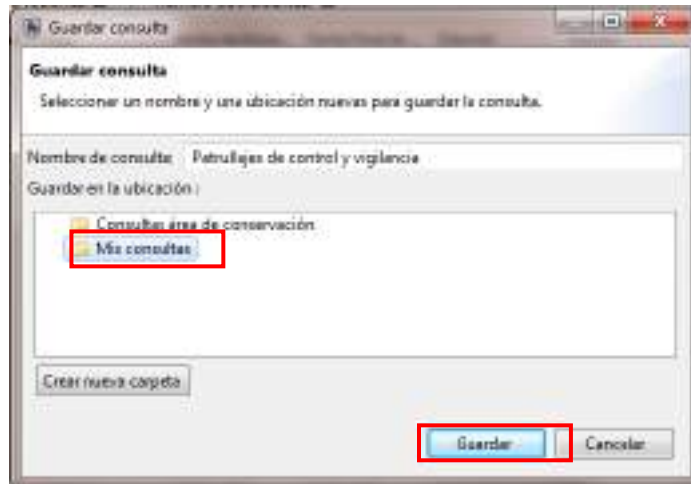 Guardar consulta
Guardar consulta
Seleccionar un nombre y una ubicación nuevas para guardar la consulta.
Nombre de consulta: Patrullajes de control y vigilancia
Guardar en la ubicación :
Consultas área de conservación
Mis consultas
Crear nueva carpeta
Guardar Cancelar